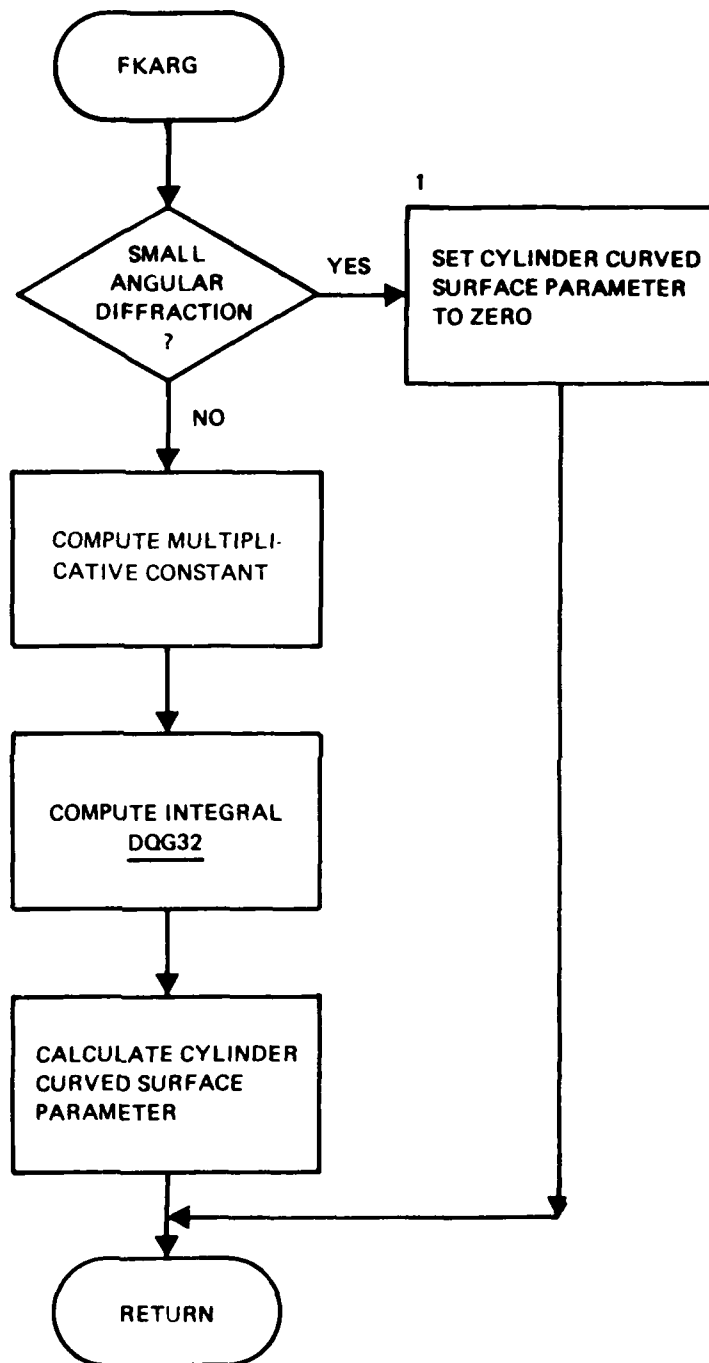 FKARG
SMALL
ANGULAR
DIFFRACTION
?
YES
1
SET CYLINDER CURVED
SURFACE PARAMETER
TO ZERO
NO
COMPUTE MULTIPLI-
CATIVE CONSTANT
COMPUTE INTEGRAL
DQG32
CALCULATE CYLINDER
CURVED SURFACE
PARAMETER
RETURN